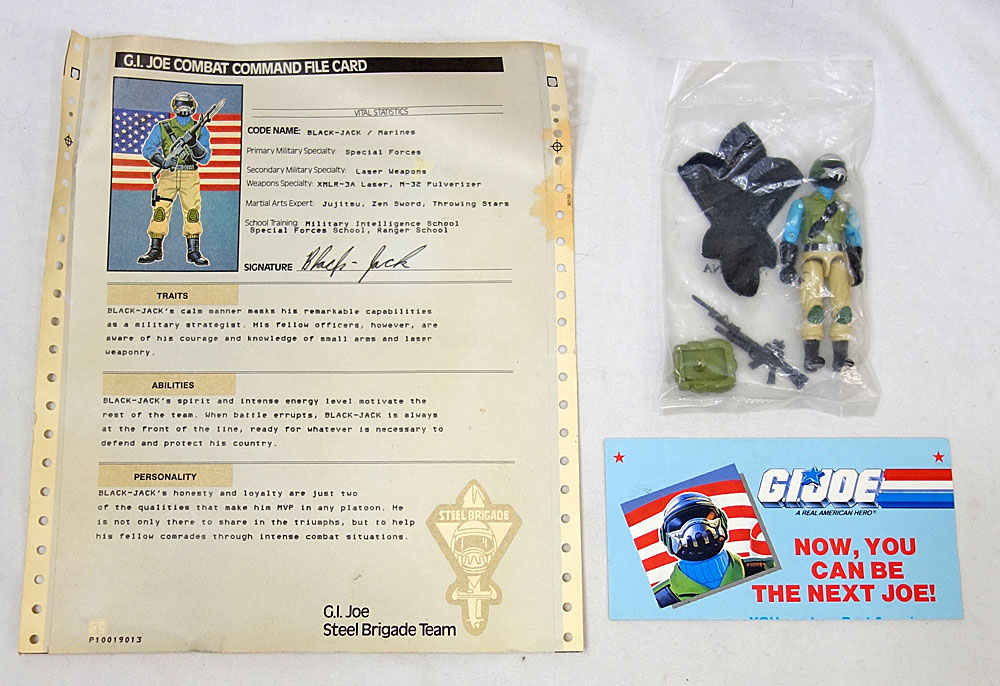 G.I. JOE COMBAT COMMAND FILE CARD
VITAL STATISTICS
CODE NAME: BLACK-JACK / Marines
Primary Military Specialty: Special Forces
Secondary Military Specialty: Laser Weapons
Weapons Specialty: XMLR-3A Laser, M-32 Pulverizer
Martial Arts Expert: Jujitsu, Zen Sword, Throwing Stars
School Training: Military Intelligence School
Special Forces School, Ranger School
SIGNATURE Black-Jack
TRAITS
BLACK-JACK's calm manner masks his remarkable capabilities
as a military strategist. His fellow officers, however, are
aware of his courage and knowledge of small arms and laser
weaponry.
ABILITIES
BLACK-JACK's spirit and intense energy level motivate the
rest of the team. When battle errupts, BLACK-JACK is always
at the front of the line, ready for whatever is necessary to
defend and protect his country.
PERSONALITY
BLACK-JACK's honesty and loyalty are just two
of the qualities that make him MVP in any platoon. He
is not only there to share in the triumphs, but to help
his fellow comrades through intense combat situations.
STEEL BRIGADE
G.I. Joe
Steel Brigade Team
P10019013
GI JOE
A REAL AMERICAN HERO®
NOW, YOU
CAN BE
THE NEXT JOE!